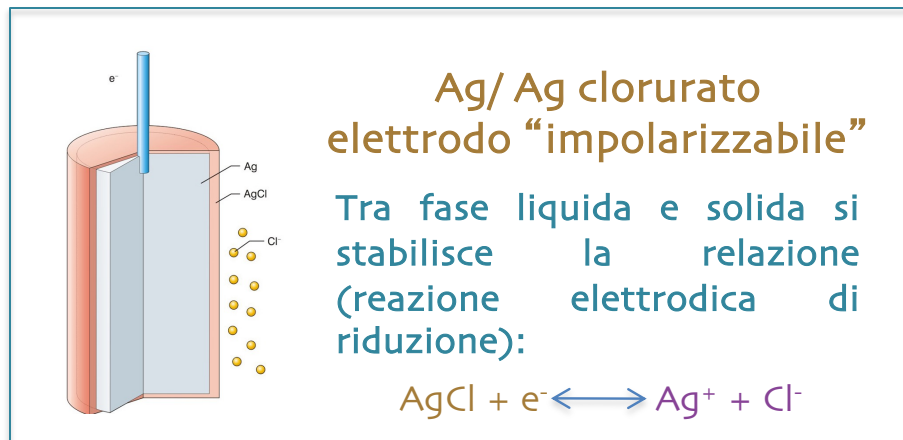 e⁻
Ag
AgCl
Cl⁻
Ag/ Ag clorurato
elettrodo “impolarizzabile”
Tra fase liquida e solida si
stabilisce la relazione
(reazione elettrodica di
riduzione):
AgCl + e⁻ ⟷ Ag⁺ + Cl⁻